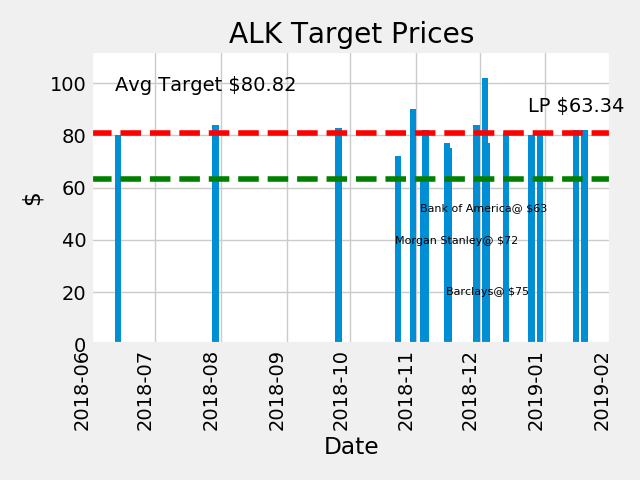 ALK Target Prices
Avg Target $80.82
LP $63.34
100
80
60
40
20
0
$
Bank of America@ $63
Morgan Stanley@ $72
Barclays@ $75
2018-06
2018-07
2018-08
2018-09
2018-10
2018-11
2018-12
2019-01
2019-02
Date